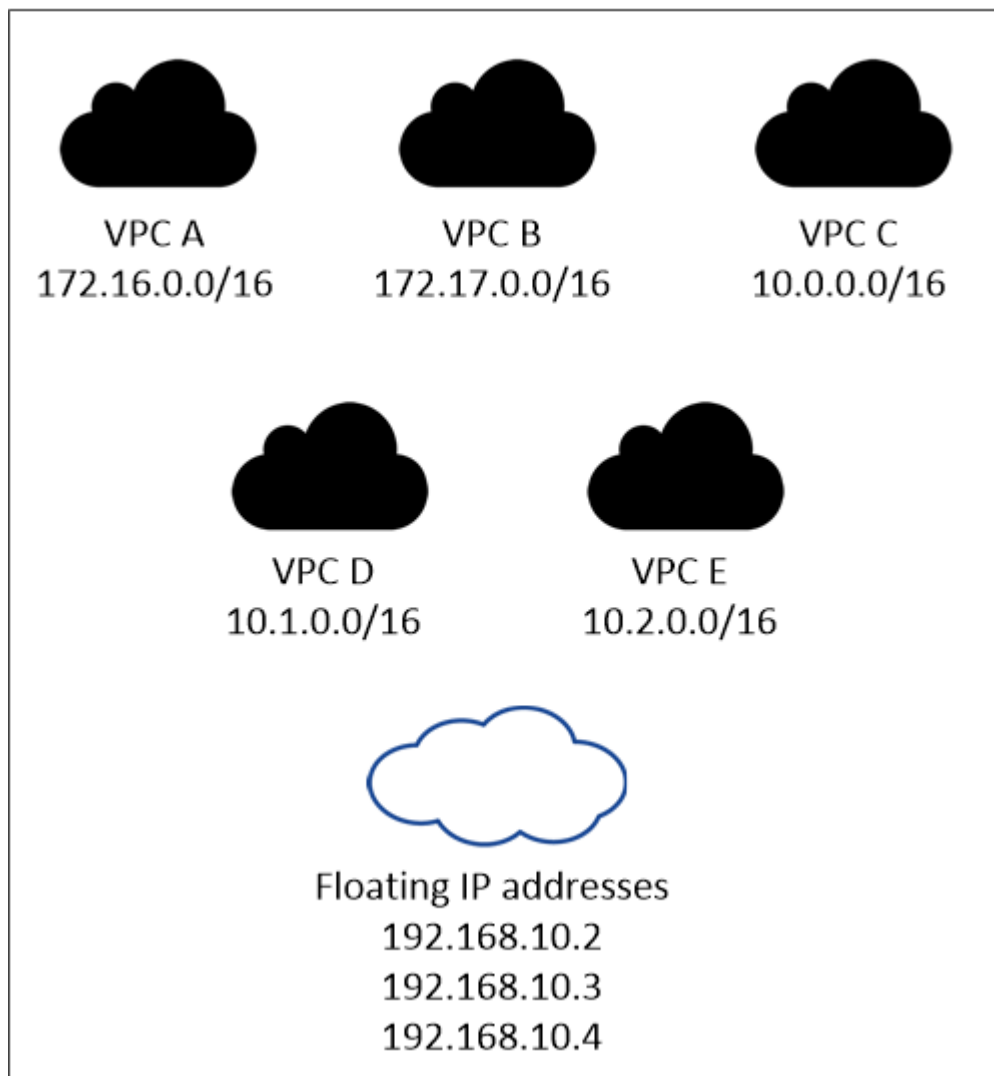 VPC A
172.16.0.0/16
VPC B
172.17.0.0/16
VPC C
10.0.0.0/16
VPC D
10.1.0.0/16
VPC E
10.2.0.0/16
Floating IP addresses
192.168.10.2
192.168.10.3
192.168.10.4